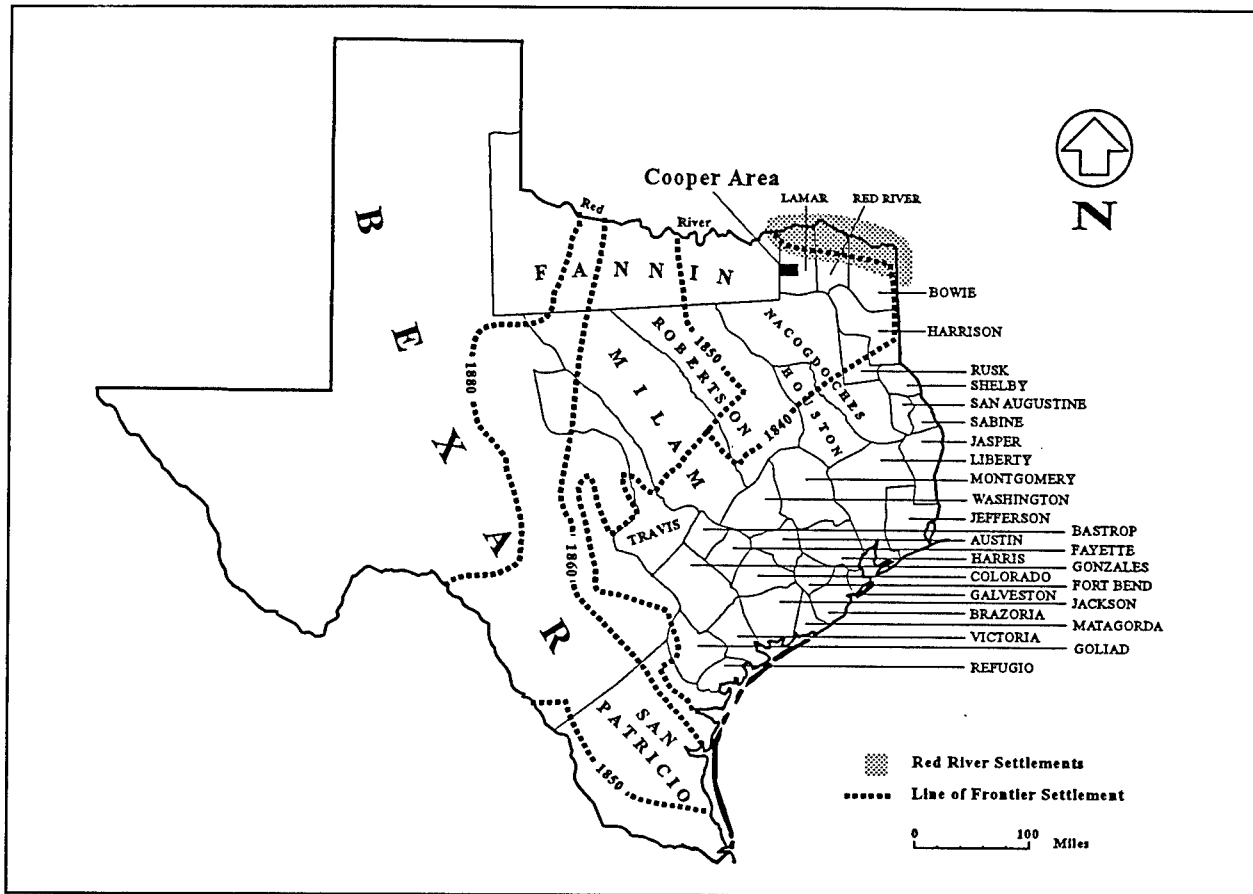 Cooper Area
LAMAR
RED RIVER
N
Red
River
BEXAR
FANNIN
BOWIE
NACOGDOCHES
ROBERTSON
HARRISON
1850
MILAM
HOUSTON
1880
RUSK
SHELBY
SAN AUGUSTINE
1840
SABINE
JASPER
LIBERTY
MONTGOMERY
WASHINGTON
JEFFERSON
TRAVIS
BASTROP
AUSTIN
FAYETTE
1860
HARRIS
GONZALES
COLORADO
FORT BEND
GALVESTON
JACKSON
BRAZORIA
MATAGORDA
VICTORIA
GOLIAD
REFUGIO
SAN
PATRICIO
1850
Red River Settlements
Line of Frontier Settlement
0 100
Miles